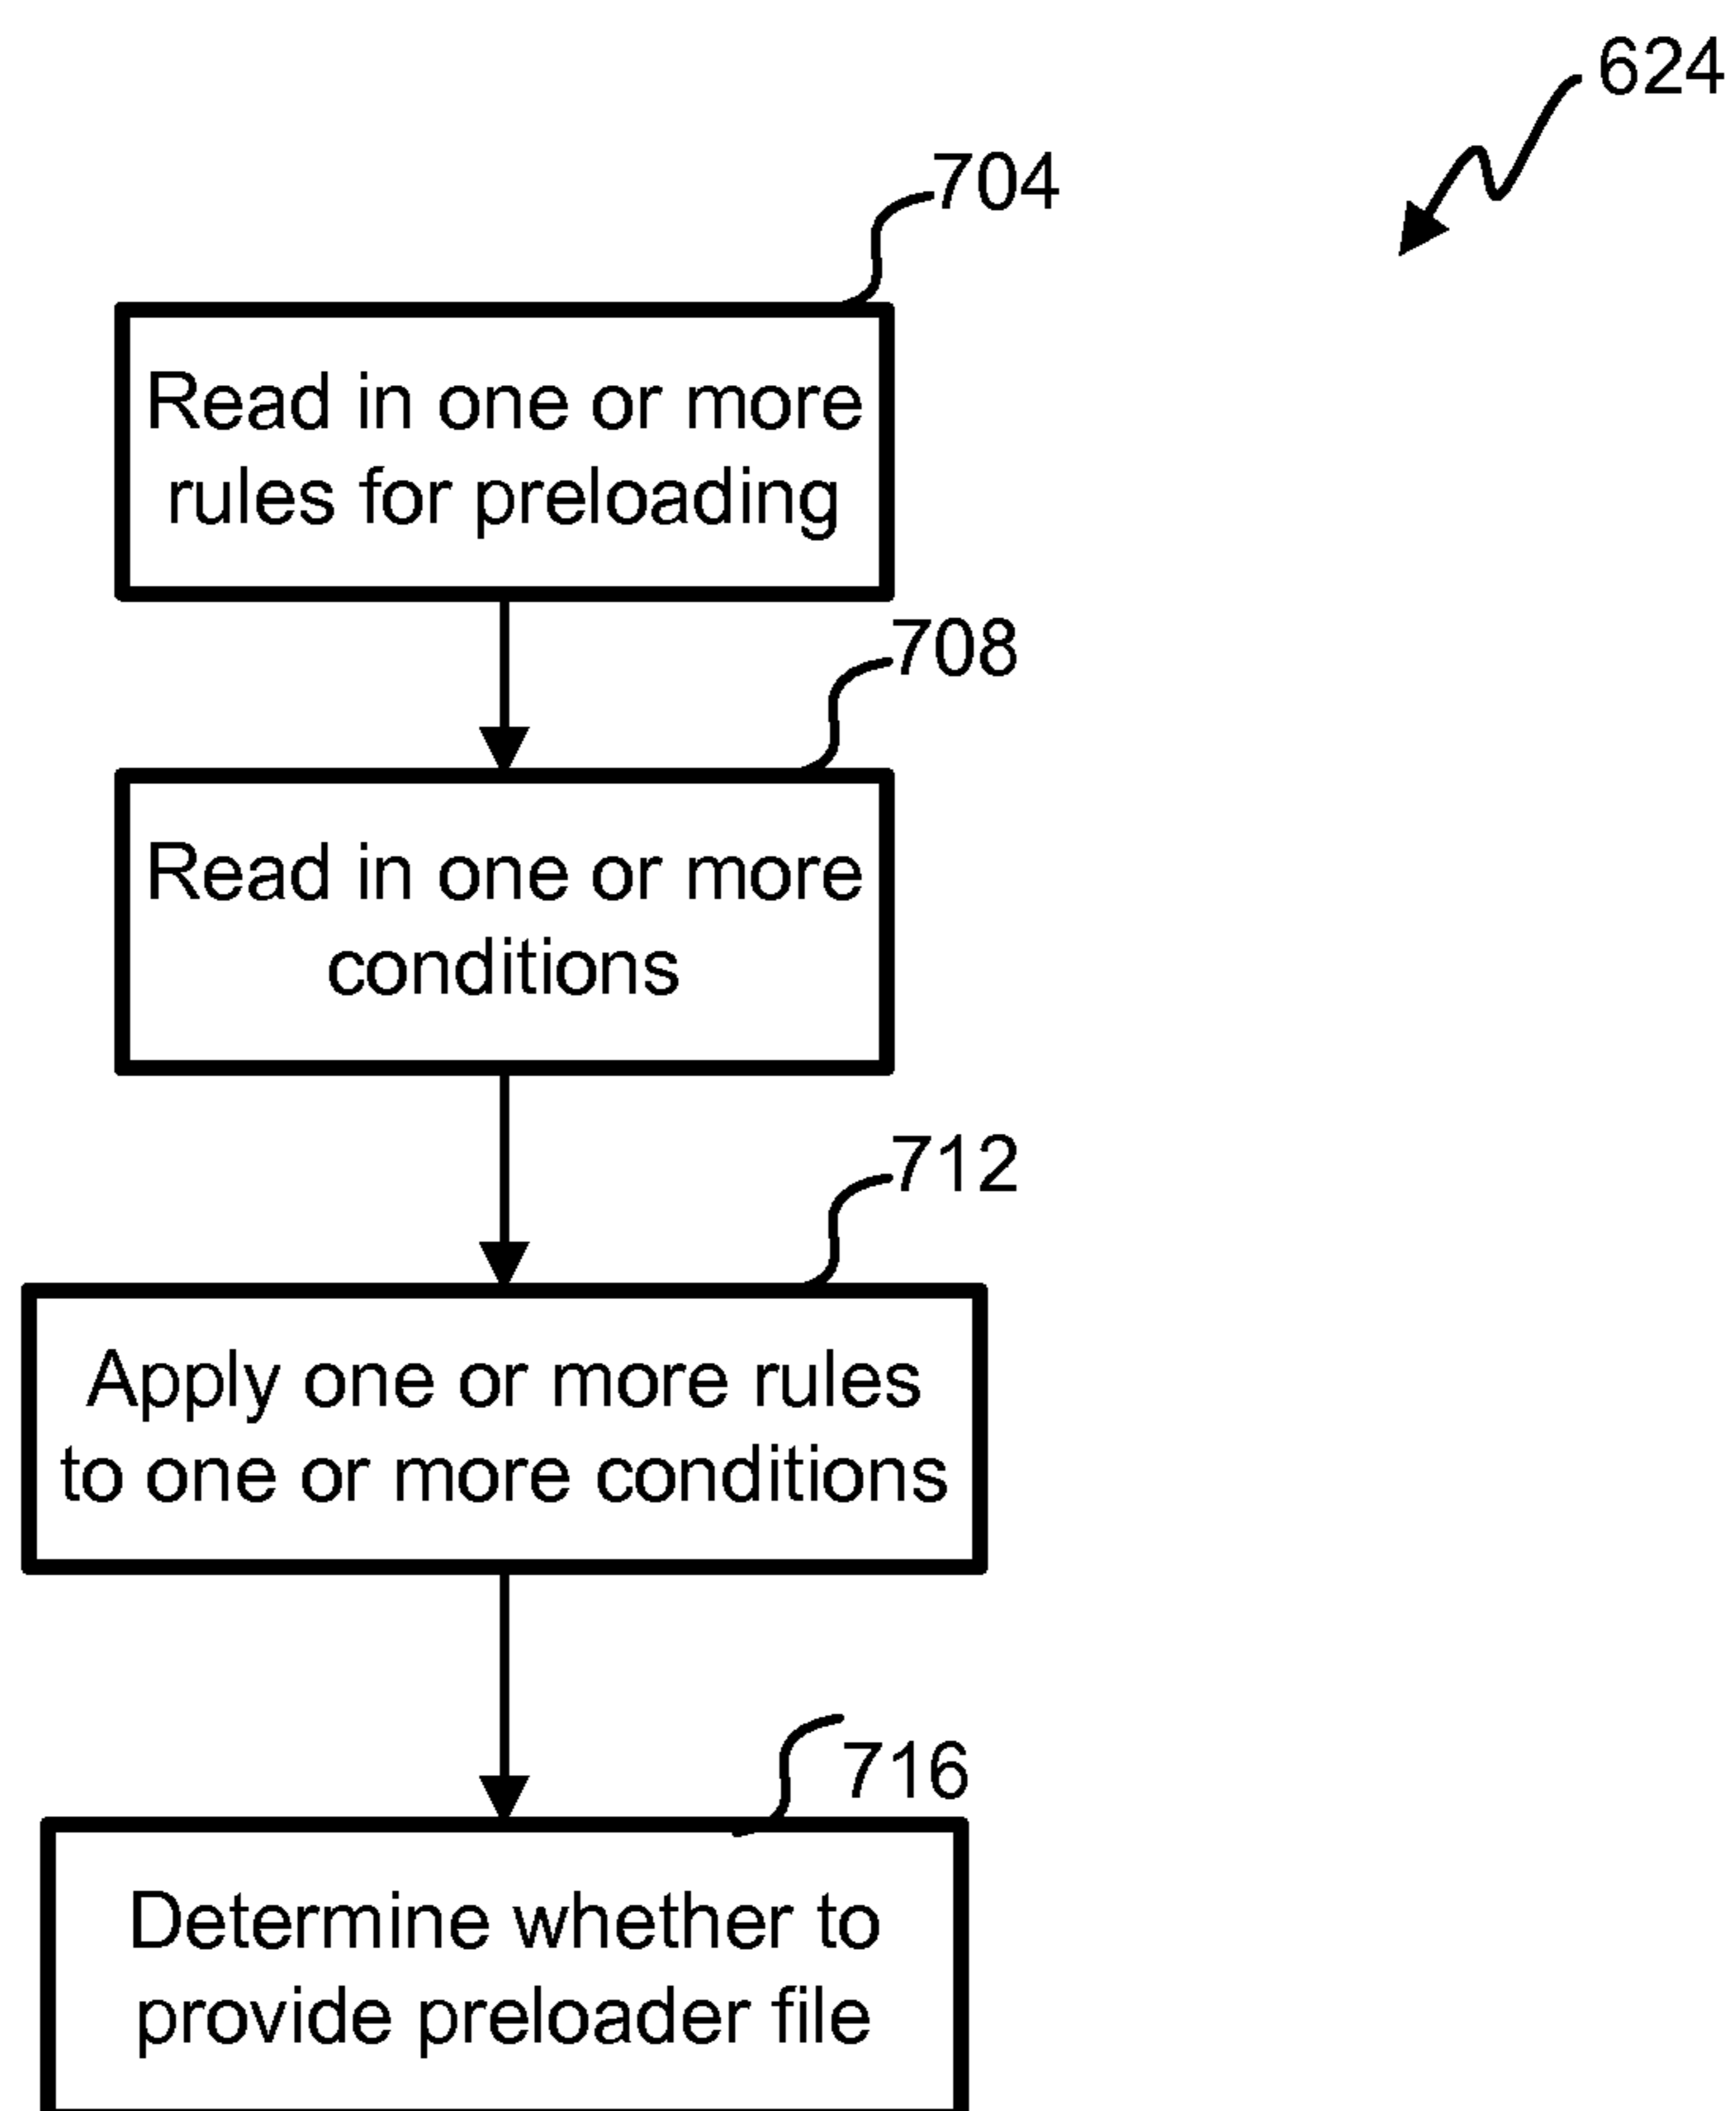 624
704
Read in one or more
rules for preloading
708
Read in one or more
conditions
712
Apply one or more rules
to one or more conditions
716
Determine whether to
provide preloader file